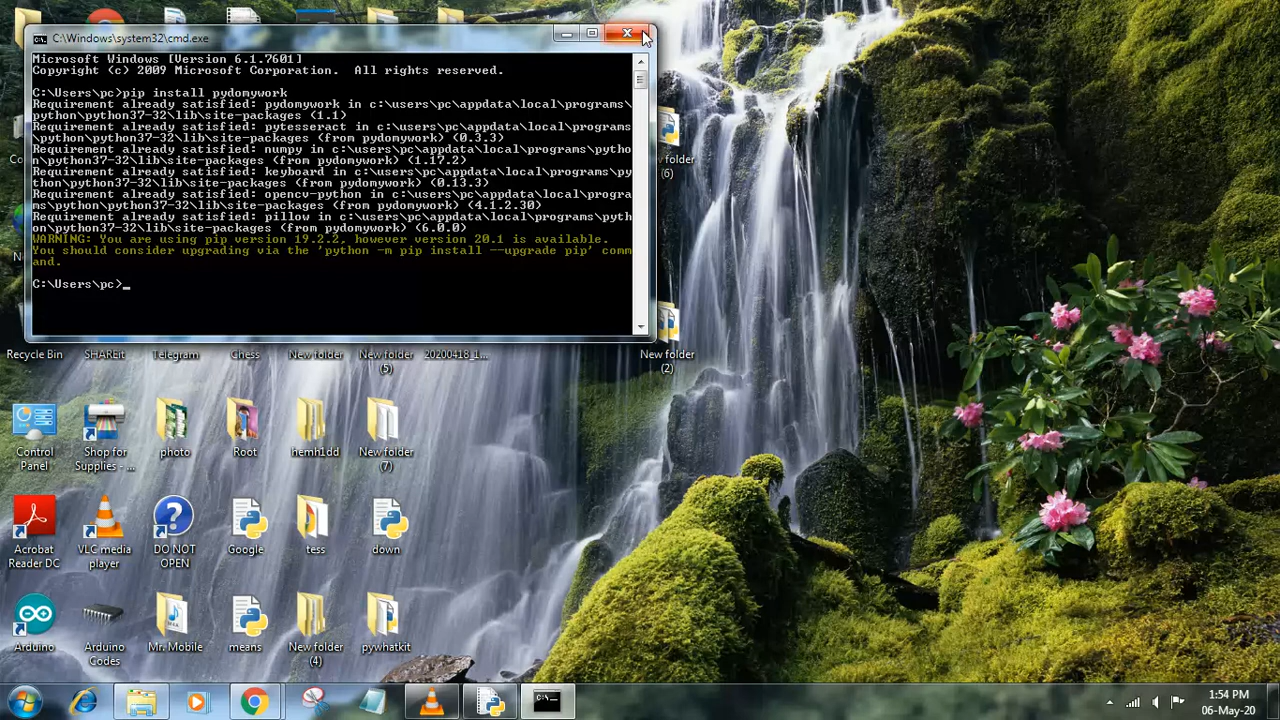 C:\Windows\system32\cmd.exe
Microsoft Windows [Version 6.1.7601]
Copyright (c) 2009 Microsoft Corporation.  All rights reserved.
C:\Users\pc>pip install pydomywork
Requirement already satisfied: pydomywork in c:\users\pc\appdata\local\programs\
python\python37-32\lib\site-packages (1.1)
Requirement already satisfied: pytesseract in c:\users\pc\appdata\local\programs
\python\python37-32\lib\site-packages (from pydomywork) (0.3.3)
Requirement already satisfied: numpy in c:\users\pc\appdata\local\programs\pytho
n\python37-32\lib\site-packages (from pydomywork) (1.17.2)
Requirement already satisfied: keyboard in c:\users\pc\appdata\local\programs\py
thon\python37-32\lib\site-packages (from pydomywork) (0.13.3)
Requirement already satisfied: opencv-python in c:\users\pc\appdata\local\progra
ms\python\python37-32\lib\site-packages (from pydomywork) (4.1.2.30)
Requirement already satisfied: pillow in c:\users\pc\appdata\local\programs\pyth
on\python37-32\lib\site-packages (from pydomywork) (6.0.0)
WARNING: You are using pip version 19.2.2, however version 20.1 is available.
You should consider upgrading via the 'python -m pip install --upgrade pip' comm
and.
C:\Users\pc>_
(6)
New folder
(2)
Recycle Bin
SHAREit
Telegram
Chess
New folder
New folder
(5)
20200418_1...
Control
Panel
Shop for
Supplies - ...
photo
Root
hemh1dd
New folder
(7)
Acrobat
Reader DC
VLC media
player
DO NOT
OPEN
Google
tess
down
Arduino
Arduino
Codes
Mr. Mobile
means
New folder
(4)
pywhatkit
1:54 PM
06-May-20